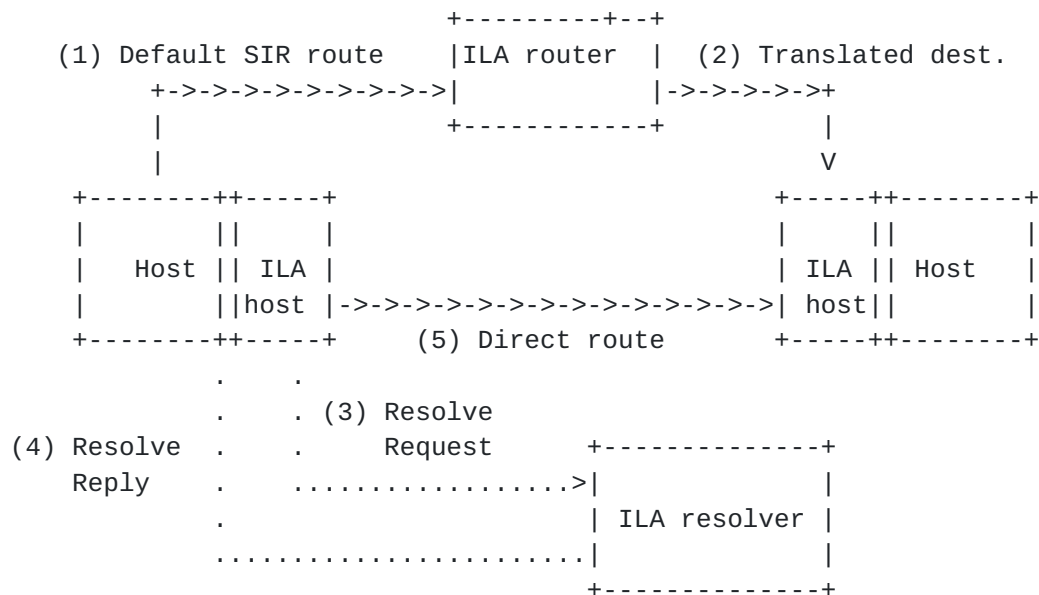 +---------+--+
   (1) Default SIR route    |ILA router  |  (2) Translated dest.
         +->->->->->->->->->|            |->->->->->+
         |                  +------------+          |
         |                                          V
    +--------++-----+                            +-----++--------+
    |        ||     |                            |     ||        |
    |   Host || ILA |                            | ILA || Host   |
    |        ||host |->->->->->->->->->->->->->->| host||        |
    +--------++-----+     (5) Direct route       +-----++--------+
             .    .
             .    . (3) Resolve
(4) Resolve  .    .     Request      +--------------+
    Reply    .    ..................>|              |
             .                       | ILA resolver |
             ........................|              |
                                     +--------------+